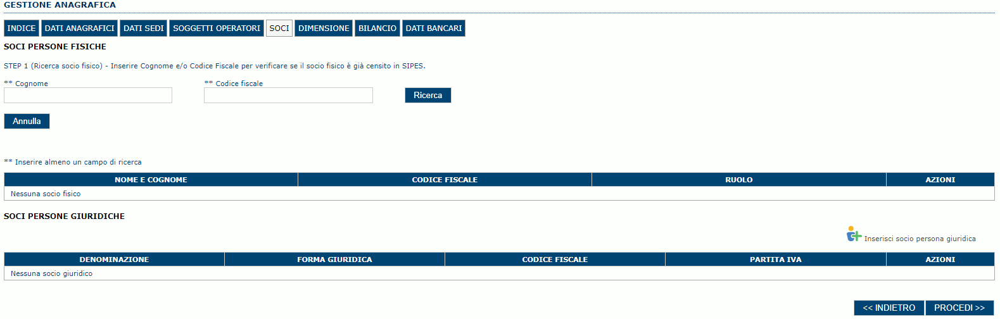 GESTIONE ANAGRAFICA
INDICE DATI ANAGRAFICI DATI SEDI SOGGETTI OPERATORI SOCI DIMENSIONE BILANCIO DATI BANCARI
SOCI PERSONE FISICHE
STEP 1 (Ricerca socio fisico) - Inserire Cognome e/o Codice Fiscale per verificare se il socio fisico è già censito in SIPES.
** Cognome ** Codice fiscale
Ricerca
Annulla
** Inserire almeno un campo di ricerca
NOME E COGNOME CODICE FISCALE RUOLO AZIONI
Nessuna socio fisico
SOCI PERSONE GIURIDICHE
Inserisci socio persona giuridica
DENOMINAZIONE FORMA GIURIDICA CODICE FISCALE PARTITA IVA AZIONI
Nessuna socio giuridico
<< INDIETRO PROCEDI >>